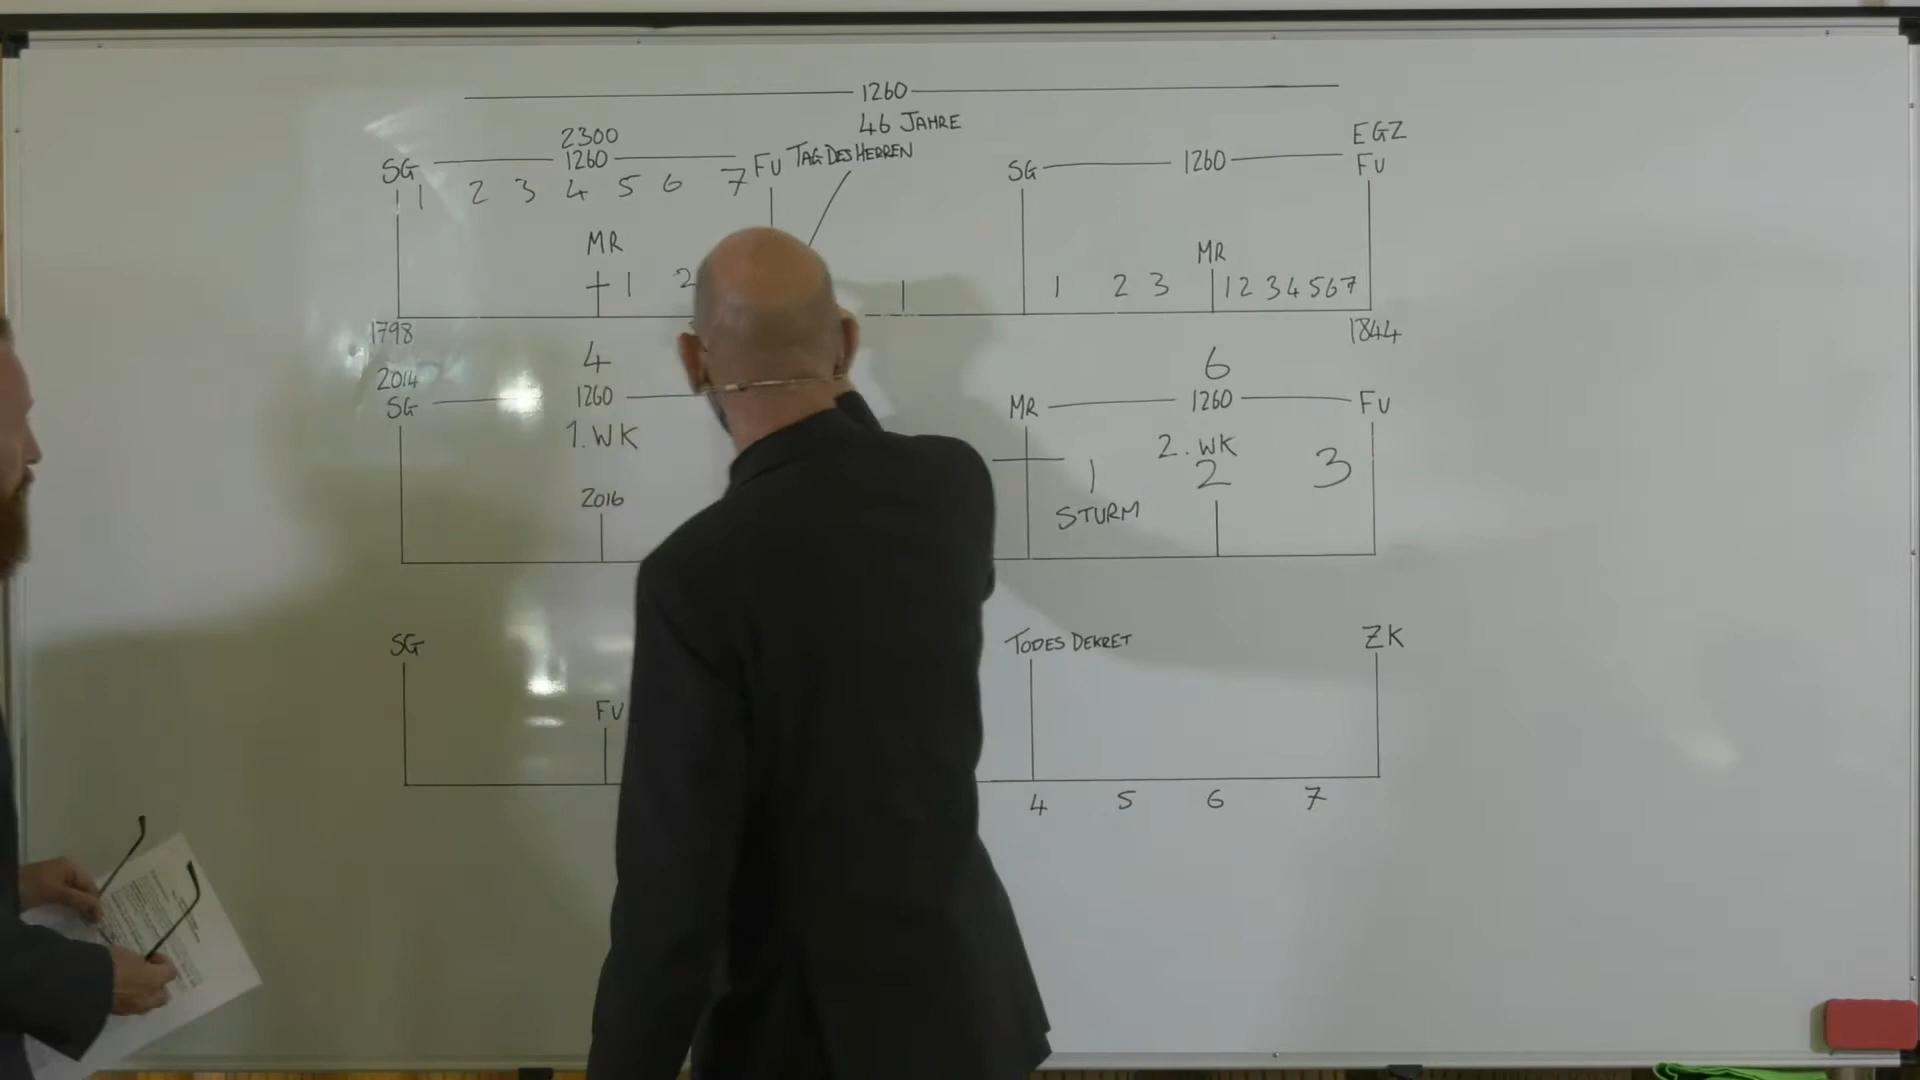 1260
46 JAHRE
2300
SG 1260 FU TAG DES HERREN
1 2 3 4 5 6 7
EGZ
SG 1260 FU
MR
1 2
MR
1 2 3 1 2 3 4 5 6 7
1798
1844
4
6
2014
SG 1260
MR 1260 FU
1. WK
2. WK
1 2 3
2016
STURM
SG
TODES DEKRET
ZK
FU
4 5 6 7